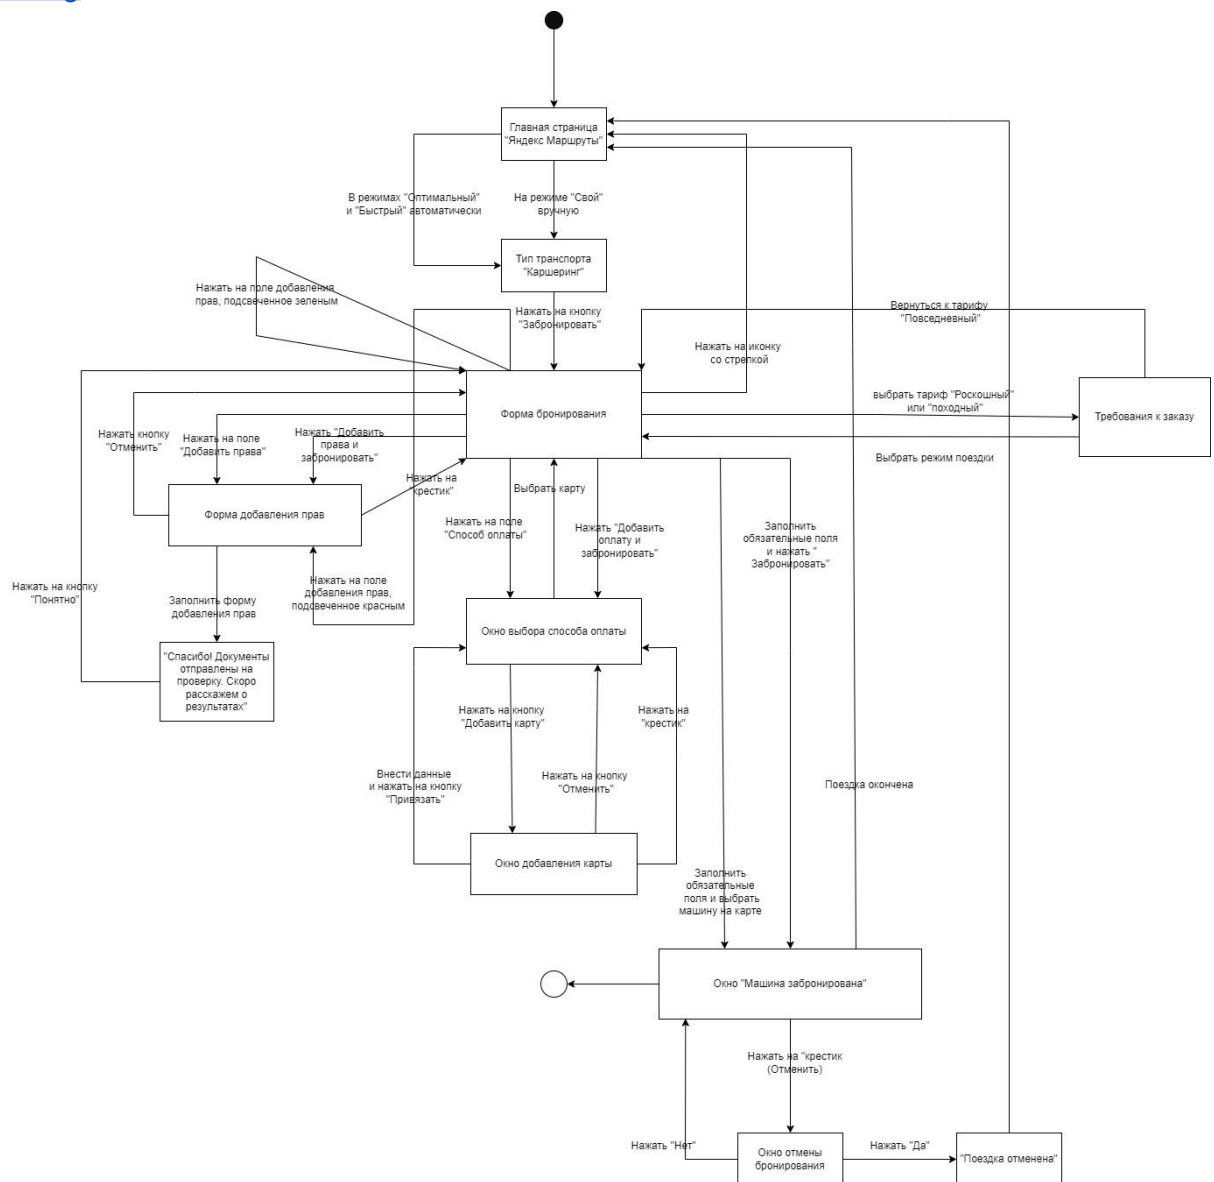 Главная страница
"Яндекс Маршруты"
В режимах "Оптимальный"
и "Быстрый" автоматически
На режиме "Свой"
вручную
Тип транспорта
"Каршеринг"
Нажать на поле добавления
прав, подсвеченное зеленым
Нажать на кнопку
"Забронировать"
Вернуться к тарифу
"Повседневный"
Нажать на иконку
со стрелкой
Форма бронирования
выбрать тариф "Роскошный"
или "походный"
Требования к заказу
Нажать кнопку
"Отменить"
Нажать на поле
"Добавить права"
Нажать "Добавить
права и
забронировать"
Выбрать режим поездки
Нажать на
"крестик"
Выбрать карту
Форма добавления прав
Нажать на поле
"Способ оплаты"
Нажать "Добавить
оплату и
забронировать"
Заполнить
обязательные поля
и нажать "
Забронировать"
Нажать на кнопку
"Понятно"
Заполнить форму
добавления прав
Нажать на поле
добавления прав,
подсвеченное красным
Окно выбора способа оплаты
"Спасибо! Документы
отправлены на
проверку. Скоро
расскажем о
результатах"
Нажать на кнопку
"Добавить карту"
Нажать на
"крестик"
Внести данные
и нажать на кнопку
"Привязать"
Нажать на кнопку
"Отменить"
Поездка окончена
Окно добавления карты
Заполнить
обязательные
поля и выбрать
машину на карте
Окно "Машина забронирована"
Нажать на "крестик
(Отменить)
Нажать "Нет"
Окно отмены
бронирования
Нажать "Да"
"Поездка отменена"